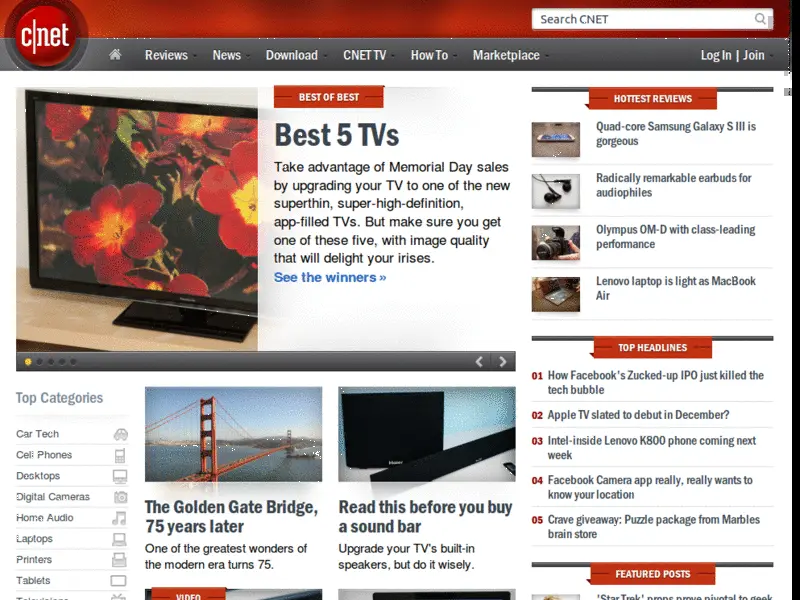 c|net
Search CNET
Reviews
News
Download
CNET TV
How To
Marketplace
Log In | Join
BEST OF BEST
Best 5 TVs
Take advantage of Memorial Day sales
by upgrading your TV to one of the new
superthin, super-high-definition,
app-filled TVs. But make sure you get
one of these five, with image quality
that will delight your irises.
See the winners »
HOTTEST REVIEWS
Quad-core Samsung Galaxy S III is
gorgeous
Radically remarkable earbuds for
audiophiles
Olympus OM-D with class-leading
performance
Lenovo laptop is light as MacBook
Air
TOP HEADLINES
01 How Facebook's Zucked-up IPO just killed the
tech bubble
02 Apple TV slated to debut in December?
03 Intel-inside Lenovo K800 phone coming next
week
04 Facebook Camera app really, really wants to
know your location
05 Crave giveaway: Puzzle package from Marbles
brain store
FEATURED POSTS
'Star Trek' props prove pivotal to geek
Top Categories
Car Tech
Cell Phones
Desktops
Digital Cameras
Home Audio
Laptops
Printers
Tablets
Televisions
The Golden Gate Bridge,
75 years later
One of the greatest wonders of
the modern era turns 75.
VIDEO
Read this before you buy
a sound bar
Upgrade your TV's built-in
speakers, but do it wisely.